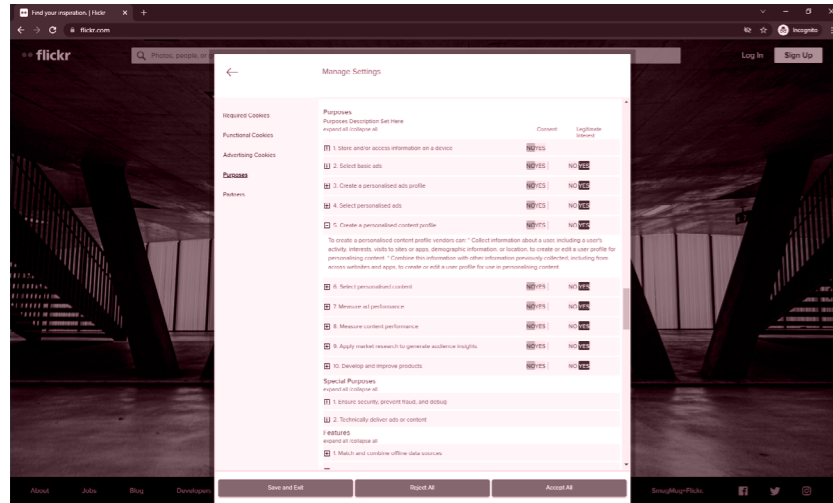 Find your inspiration. | Flickr
flickr.com
Incognito
flickr
Photos, people, or g
Log In
Sign Up
Manage Settings
Required Cookies
Functional Cookies
Advertising Cookies
Purposes
Partners
Purposes
Purposes Description Set Here
expand all /collapse all
Consent
Legitimate Interest
1. Store and/or access information on a device NO YES
2. Select basic ads NO YES NO YES
3. Create a personalised ads profile NO YES NO YES
4. Select personalised ads NO YES NO YES
5. Create a personalised content profile NO YES NO YES
To create a personalised content profile vendors can: * Collect information about a user, including a user's
activity, interests, visits to sites or apps, demographic information, or location, to create or edit a user profile for
personalising content. * Combine this information with other information previously collected, including from
across websites and apps, to create or edit a user profile for use in personalising content.
6. Select personalised content NO YES NO YES
7. Measure ad performance NO YES NO YES
8. Measure content performance NO YES NO YES
9. Apply market research to generate audience insights NO YES NO YES
10. Develop and improve products NO YES NO YES
Special Purposes
expand all /collapse all
1. Ensure security, prevent fraud, and debug
2. Technically deliver ads or content
Features
expand all /collapse all
1. Match and combine offline data sources
Save and Exit
Reject All
Accept All
About
Jobs
Blog
Developers
SmugMug+Flickr.